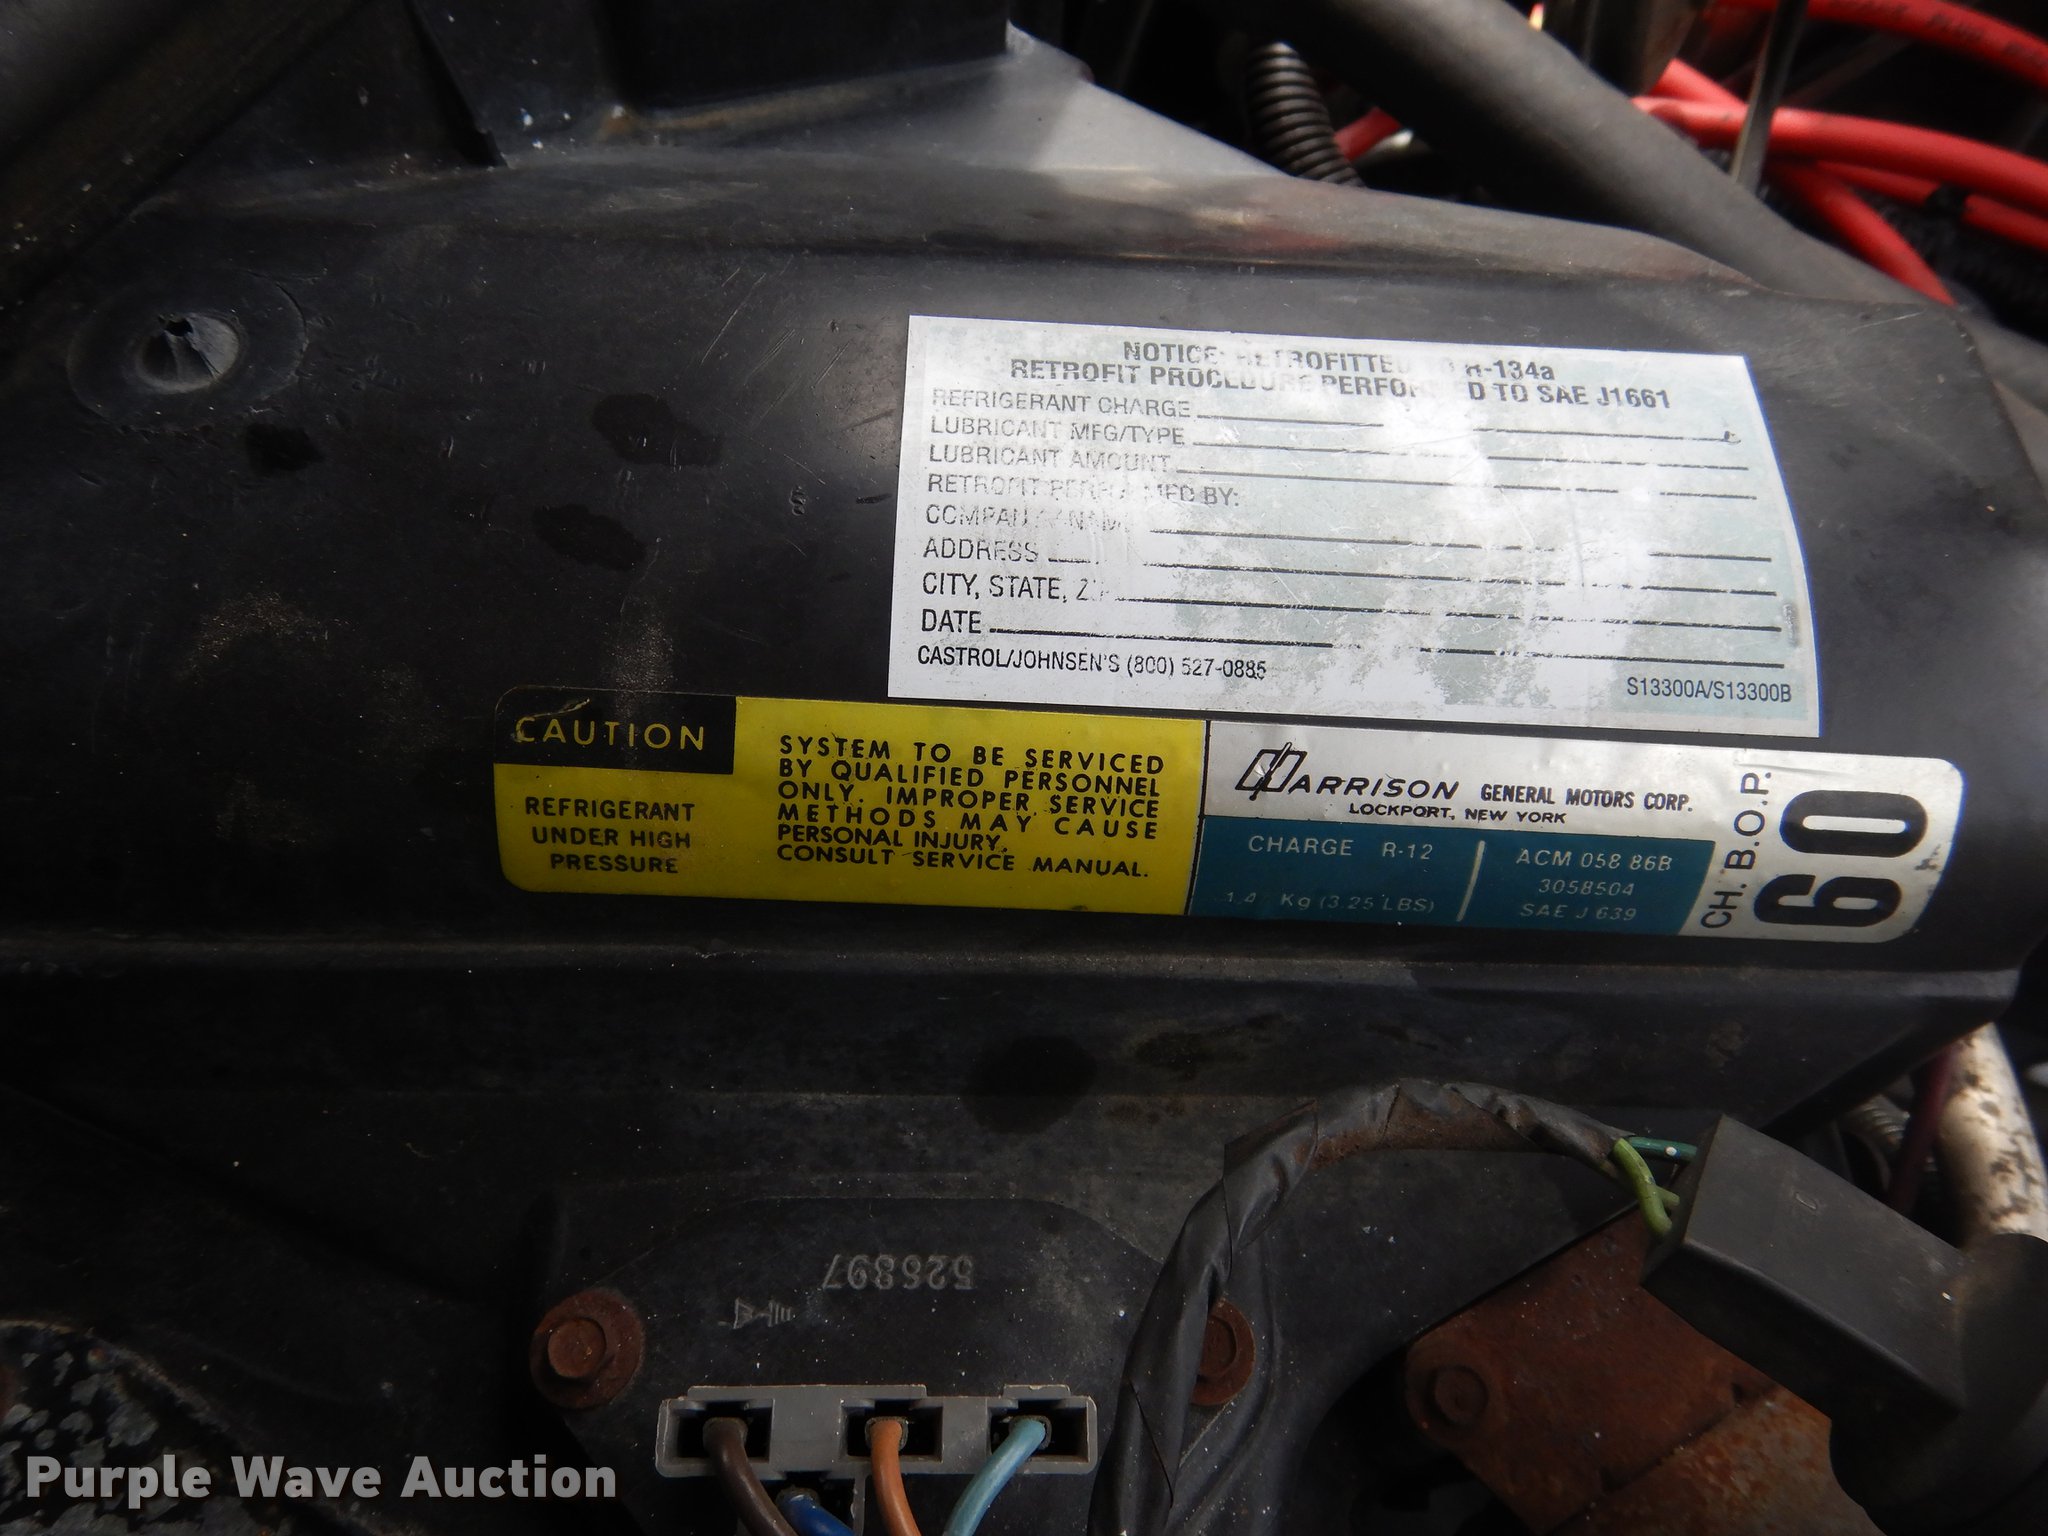 NOTICE: RETROFITTED R-134a
RETROFIT PROCEDURE PERFORMED TO SAE J1661
REFRIGERANT CHARGE
LUBRICANT MFG/TYPE
LUBRICANT AMOUNT
RETROFIT PERFORMED BY:
COMPANY NAME
ADDRESS
CITY, STATE,
DATE
CASTROL/JOHNSEN'S (800) 527-0885
S13300A/S13300B
CAUTION
REFRIGERANT
UNDER HIGH
PRESSURE
SYSTEM TO BE SERVICED
BY QUALIFIED PERSONNEL
ONLY. IMPROPER SERVICE
METHODS MAY CAUSE
PERSONAL INJURY.
CONSULT SERVICE MANUAL.
HARRISON GENERAL MOTORS CORP.
LOCKPORT, NEW YORK
CHARGE R-12
Kg (3.25 LBS)
ACM 058 86B
3058504
SAE J 639
CH. B.O.P.
60
526897
Purple Wave Auction